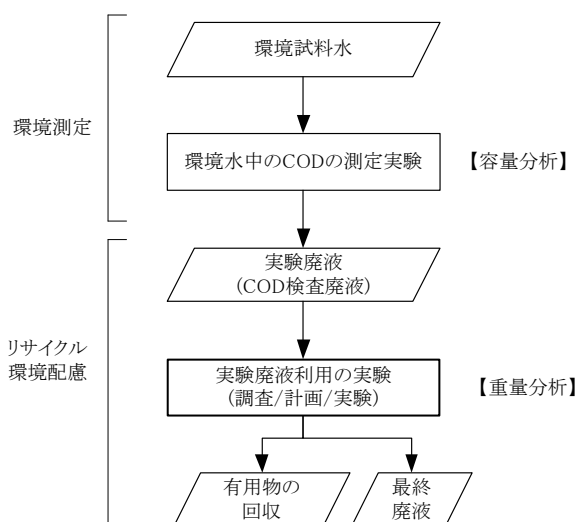 環境試料水
環境測定
環境水中のCODの測定実験
【容量分析】
実験廃液
(COD検査廃液)
リサイクル
環境配慮
実験廃液利用の実験
(調査/計画/実験)
【重量分析】
有用物の
回収
最終
廃液